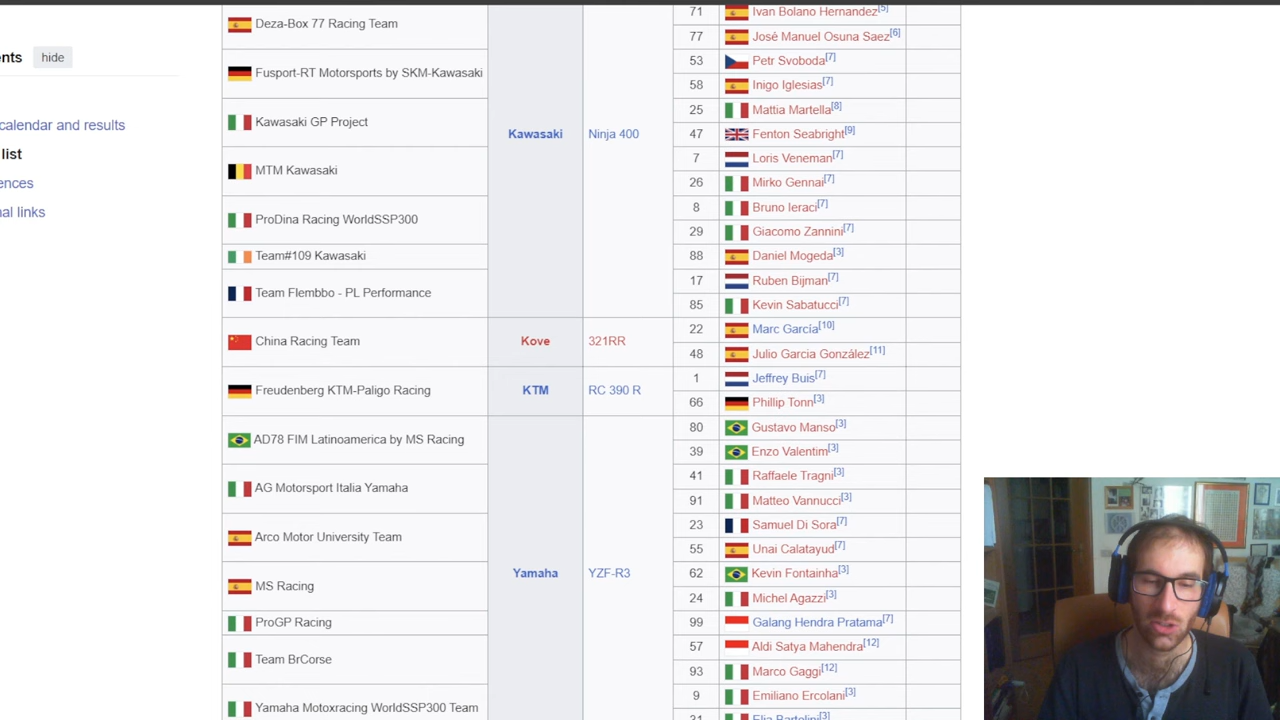 71 Ivan Bolano Hernandez[5]
Deza-Box 77 Racing Team
77 José Manuel Osuna Saez[6]
ents hide
53 Petr Svoboda[7]
Fusport-RT Motorsports by SKM-Kawasaki
58 Inigo Iglesias[7]
25 Mattia Martella[8]
calendar and results
Kawasaki GP Project
Kawasaki Ninja 400
47 Fenton Seabright[9]
list
7 Loris Veneman[7]
MTM Kawasaki
26 Mirko Gennai[7]
ences
8 Bruno Ieraci[7]
nal links
ProDina Racing WorldSSP300
29 Giacomo Zannini[7]
Team#109 Kawasaki
88 Daniel Mogeda[3]
17 Ruben Bijman[7]
Team Flembbo - PL Performance
85 Kevin Sabatucci[7]
22 Marc García[10]
China Racing Team Kove 321RR
48 Julio Garcia González[11]
1 Jeffrey Buis[7]
Freudenberg KTM-Paligo Racing KTM RC 390 R
66 Phillip Tonn[3]
80 Gustavo Manso[3]
AD78 FIM Latinoamerica by MS Racing
39 Enzo Valentim[3]
41 Raffaele Tragni[3]
AG Motorsport Italia Yamaha
91 Matteo Vannucci[3]
23 Samuel Di Sora[7]
Arco Motor University Team
55 Unai Calatayud[7]
Yamaha YZF-R3
62 Kevin Fontainha[3]
MS Racing
24 Michel Agazzi[3]
ProGP Racing
99 Galang Hendra Pratama[7]
57 Aldi Satya Mahendra[12]
Team BrCorse
93 Marco Gaggi[12]
9 Emiliano Ercolani[3]
Yamaha Motoxracing WorldSSP300 Team
Elia Bartolini[3]